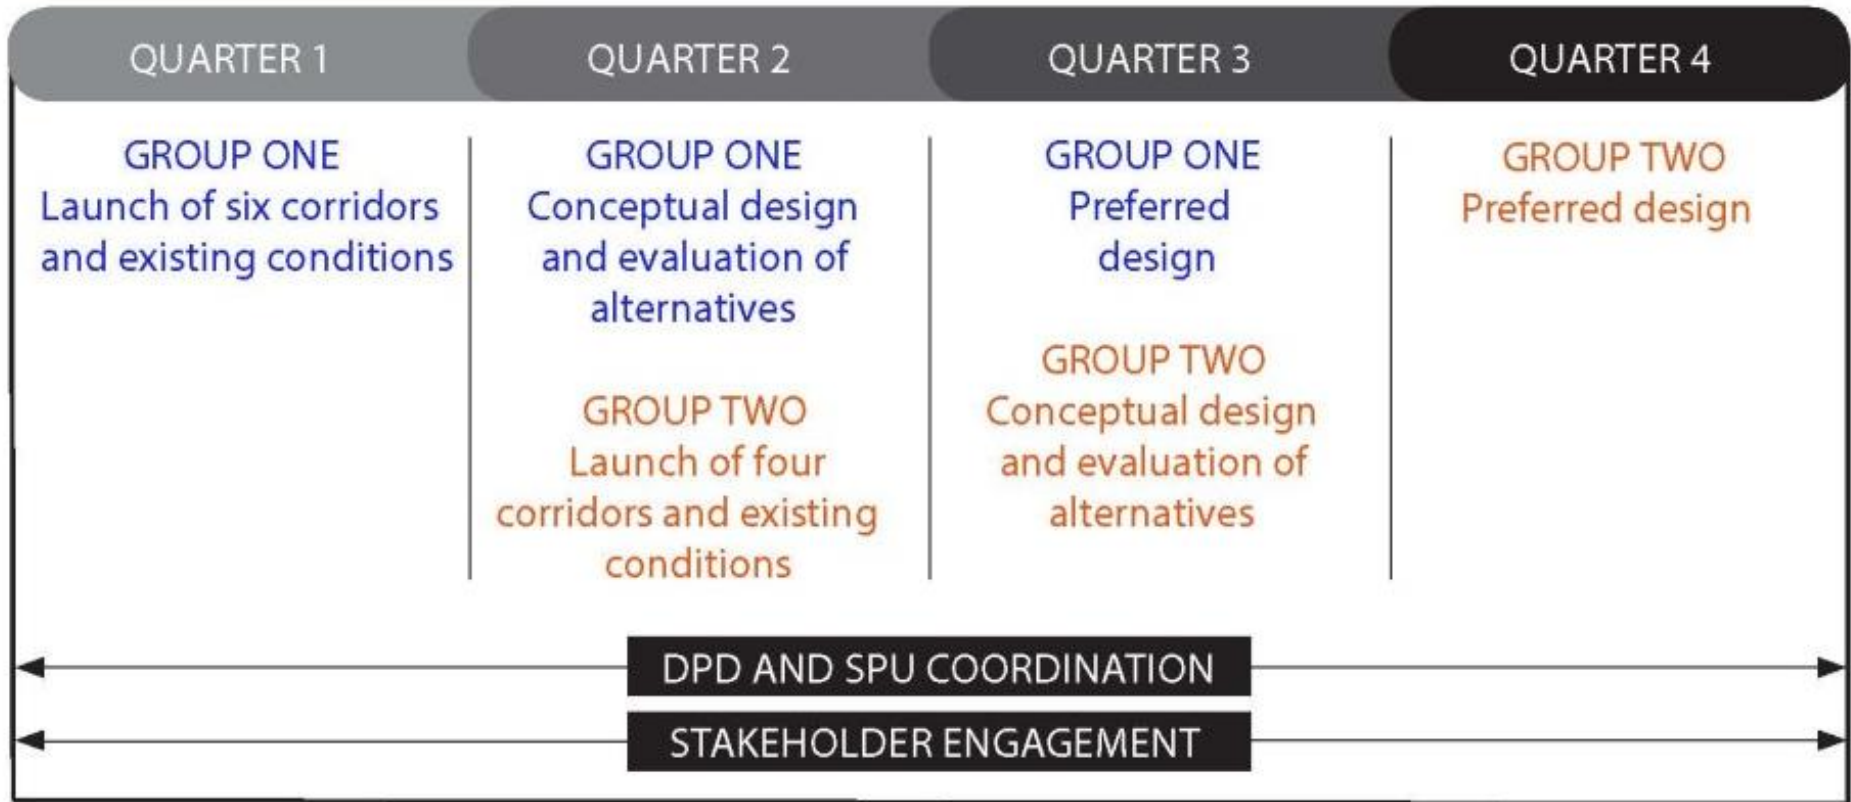 QUARTER 1
QUARTER 2
QUARTER 3
QUARTER 4
GROUP ONE
Launch of six corridors
and existing conditions
GROUP ONE
Conceptual design
and evaluation of
alternatives
GROUP TWO
Launch of four
corridors and existing
conditions
GROUP ONE
Preferred
design
GROUP TWO
Conceptual design
and evaluation of
alternatives
GROUP TWO
Preferred design
DPD AND SPU COORDINATION
STAKEHOLDER ENGAGEMENT